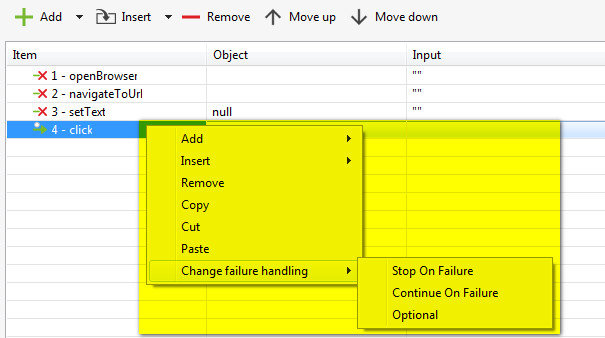 Add Insert Remove Move up Move down
Item Object Input
1 - openBrowser ""
2 - navigateToUrl ""
3 - setText null ""
4 - click
Add
Insert
Remove
Copy
Cut
Paste
Change failure handling
Stop On Failure
Continue On Failure
Optional